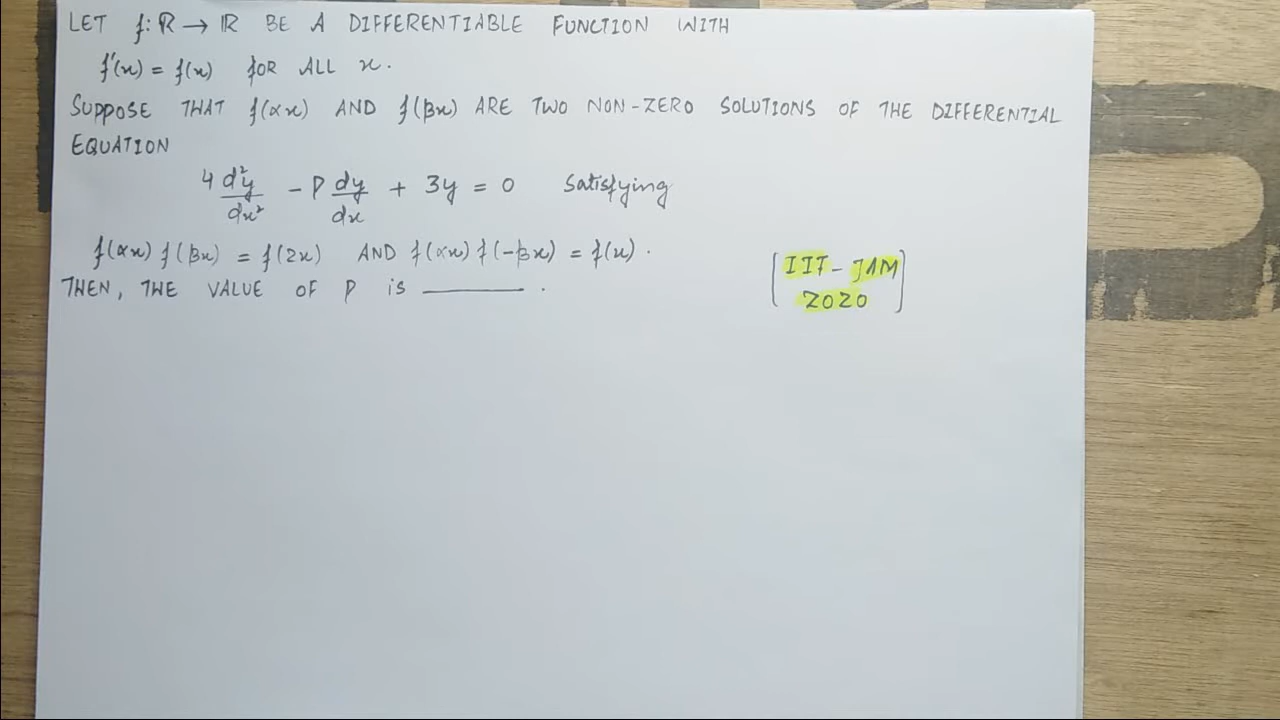 LET f: ℝ → ℝ BE A DIFFERENTIABLE FUNCTION WITH
f'(x) = f(x) FOR ALL x.
SUPPOSE THAT f(αx) AND f(βx) ARE TWO NON-ZERO SOLUTIONS OF THE DIFFERENTIAL
EQUATION
4 d²y/dx² - P dy/dx + 3y = 0 Satisfying
f(αx) f(βx) = f(2x) AND f(αx) f(-βx) = f(x).
THEN, THE VALUE OF P IS ______.
[IIT-JAM
2020]